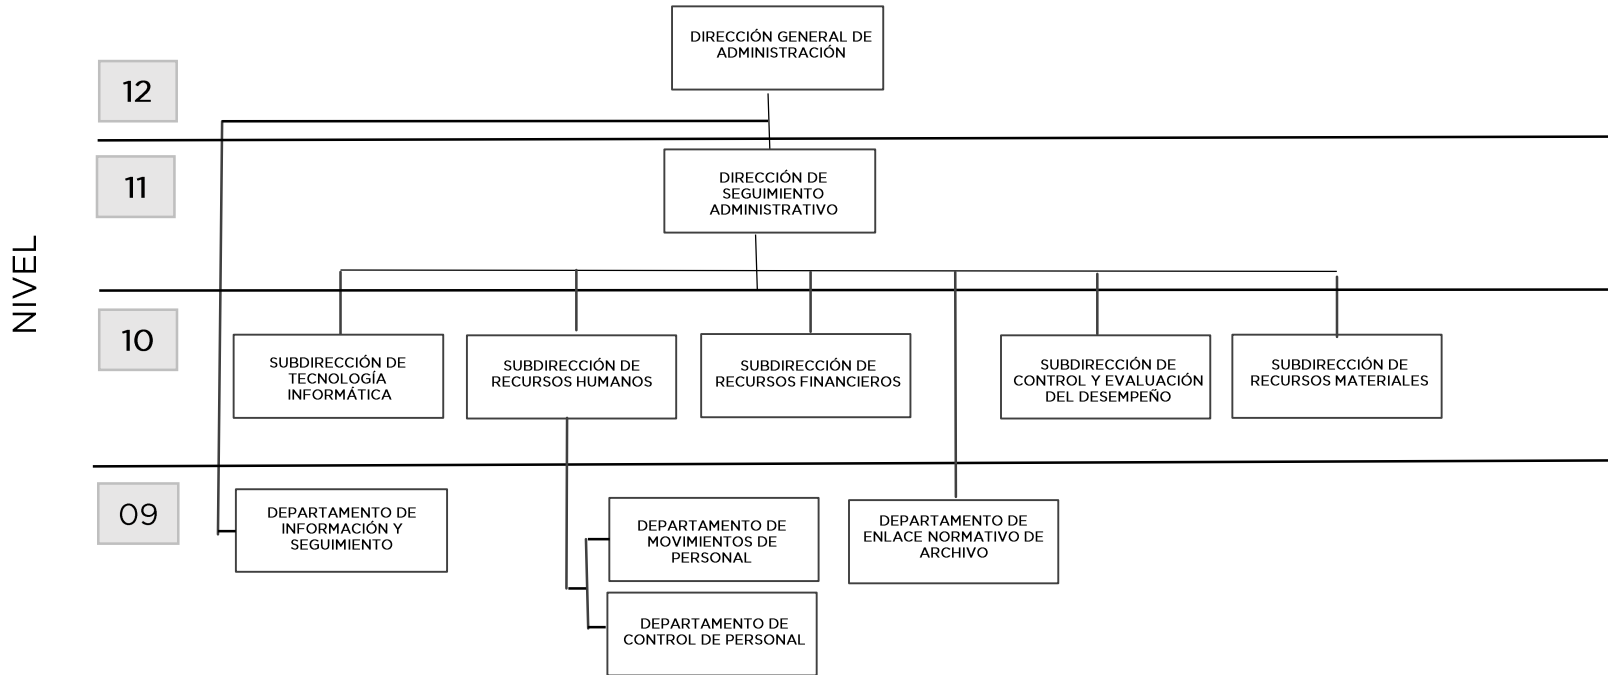 DIRECCIÓN GENERAL DE
ADMINISTRACIÓN
12
11
DIRECCIÓN DE
SEGUIMIENTO
ADMINISTRATIVO
NIVEL
10
SUBDIRECCIÓN DE
TECNOLOGÍA
INFORMÁTICA
SUBDIRECCIÓN DE
RECURSOS HUMANOS
SUBDIRECCIÓN DE
RECURSOS FINANCIEROS
SUBDIRECCIÓN DE
CONTROL Y EVALUACIÓN
DEL DESEMPEÑO
SUBDIRECCIÓN DE
RECURSOS MATERIALES
09
DEPARTAMENTO DE
INFORMACIÓN Y
SEGUIMIENTO
DEPARTAMENTO DE
MOVIMIENTOS DE
PERSONAL
DEPARTAMENTO DE
ENLACE NORMATIVO DE
ARCHIVO
DEPARTAMENTO DE
CONTROL DE PERSONAL